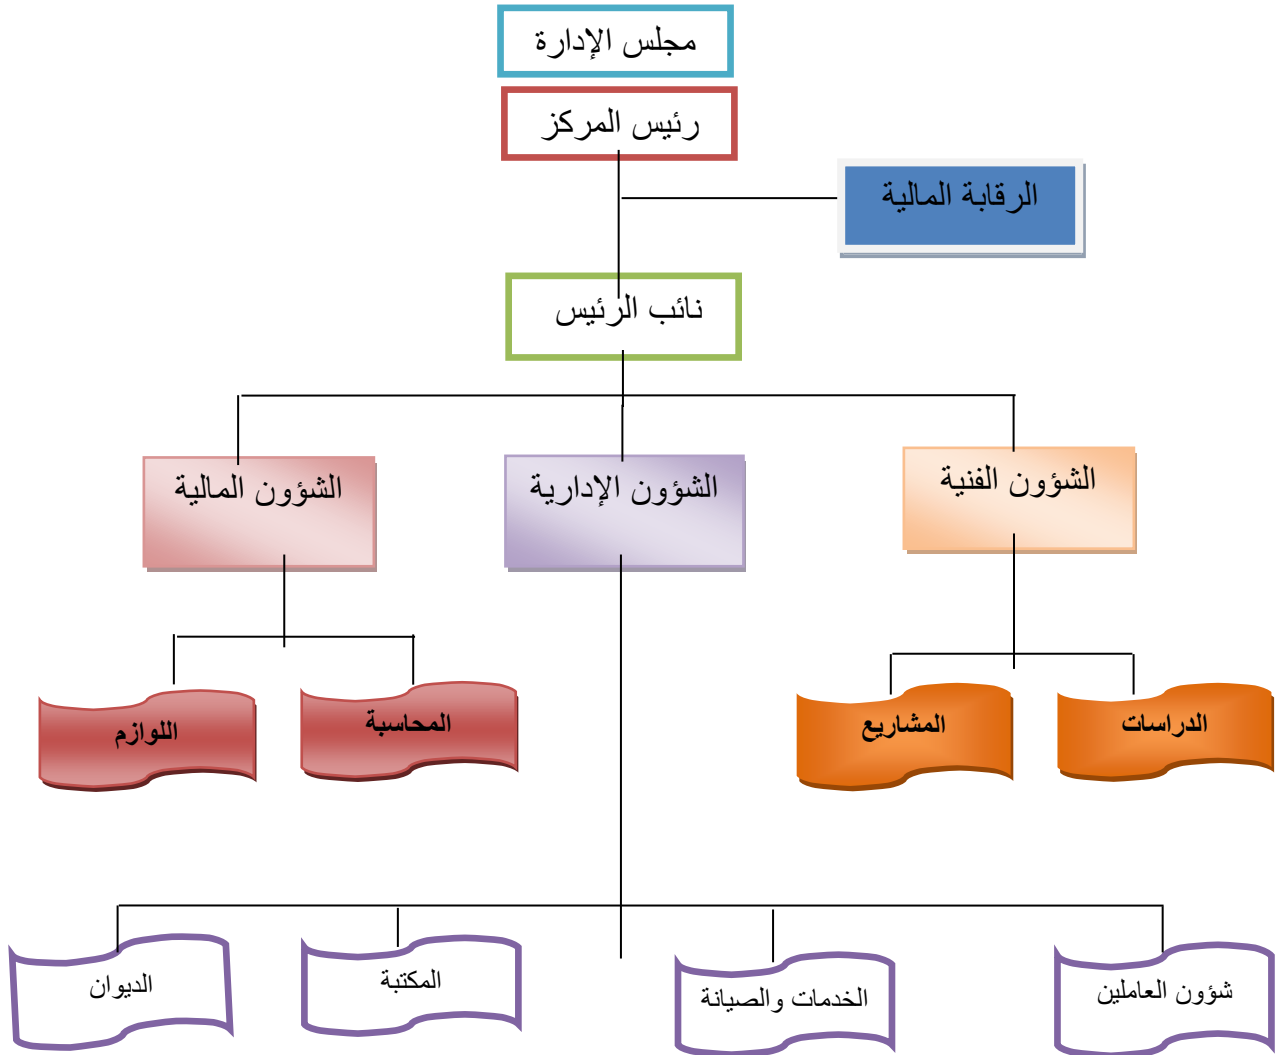 مجلس الإدارة
رئيس المركز
الرقابة المالية
نائب الرئيس
الشؤون الفنية
الشؤون الإدارية
الشؤون المالية
الدراسات
المشاريع
المحاسبة
اللوازم
شؤون العاملين
الخدمات والصيانة
المكتبة
الديوان